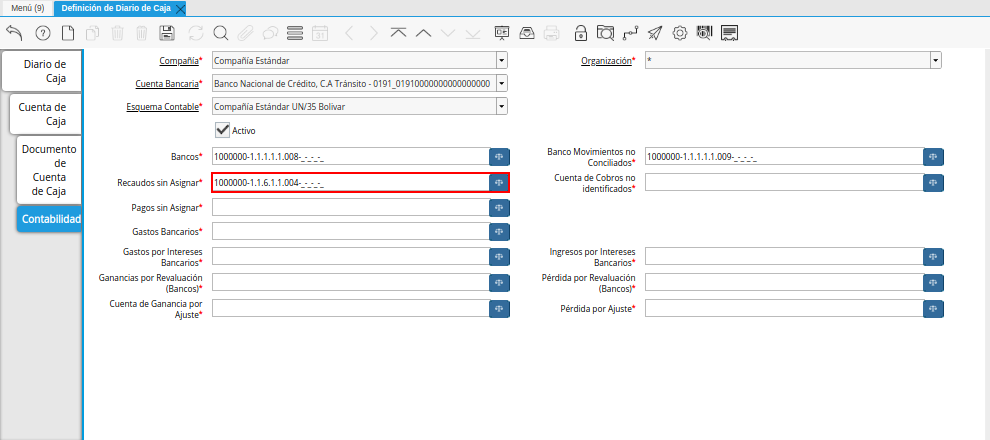 Menú (9)
Definición de Diario de Caja
Diario de
Caja
Cuenta de
Caja
Documento
de
Cuenta
de Caja
Contabilidad
Compañía* Compañía Estándar
Organización* *
Cuenta Bancaria* Banco Nacional de Crédito, C.A Tránsito - 0191_01910000000000000000
Esquema Contable* Compañía Estándar UN/35 Bolivar
Activo
Bancos* 1000000-1.1.1.1.1.008-_-_-_-_
Banco Movimientos no
Conciliados* 1000000-1.1.1.1.1.009-_-_-_-_
Recaudos sin Asignar* 1000000-1.1.6.1.1.004-_-_-_-_
Cuenta de Cobros no
identificados*
Pagos sin Asignar*
Gastos Bancarios*
Gastos por Intereses
Bancarios*
Ingresos por Intereses
Bancarios*
Ganancias por Revaluación
(Bancos)*
Pérdida por Revaluación
(Bancos)*
Cuenta de Ganancia por
Ajuste*
Pérdida por Ajuste*